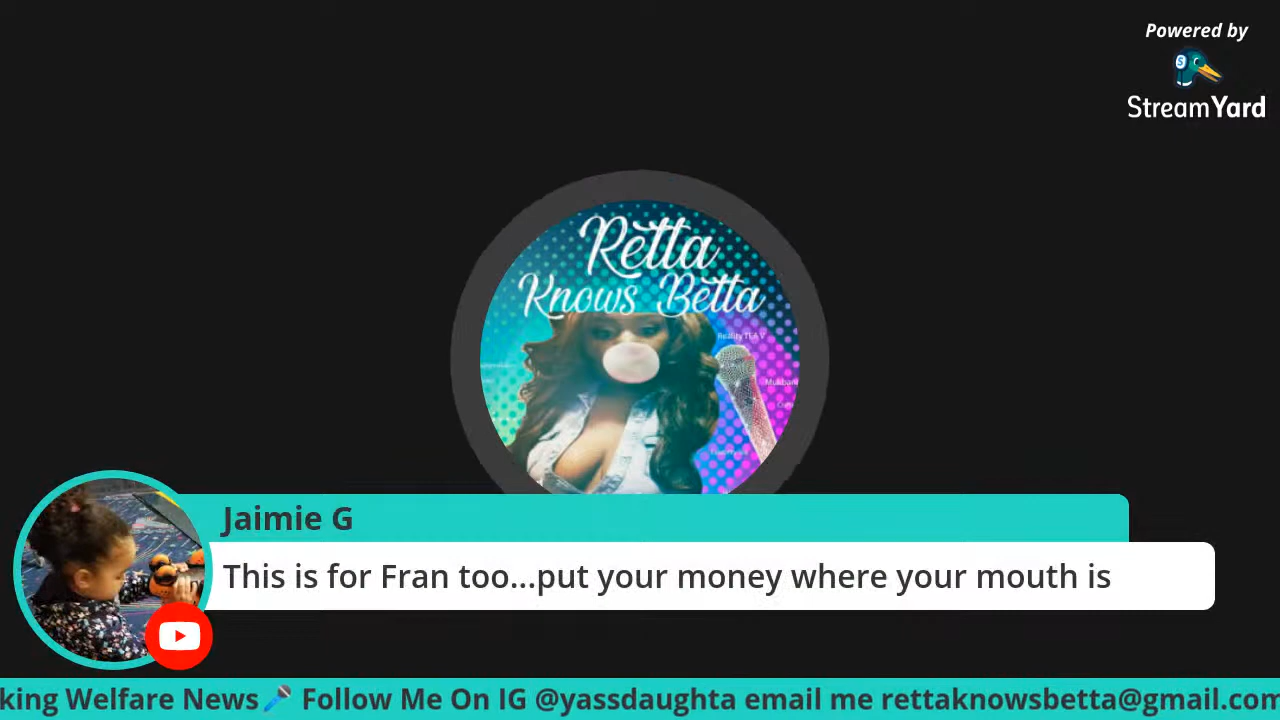 Powered by
StreamYard
Retta
Knows Betta
Jaimie G
This is for Fran too...put your money where your mouth is
king Welfare News🎤 Follow Me On IG @yassdaughta email me rettaknowsbetta@gmail.com